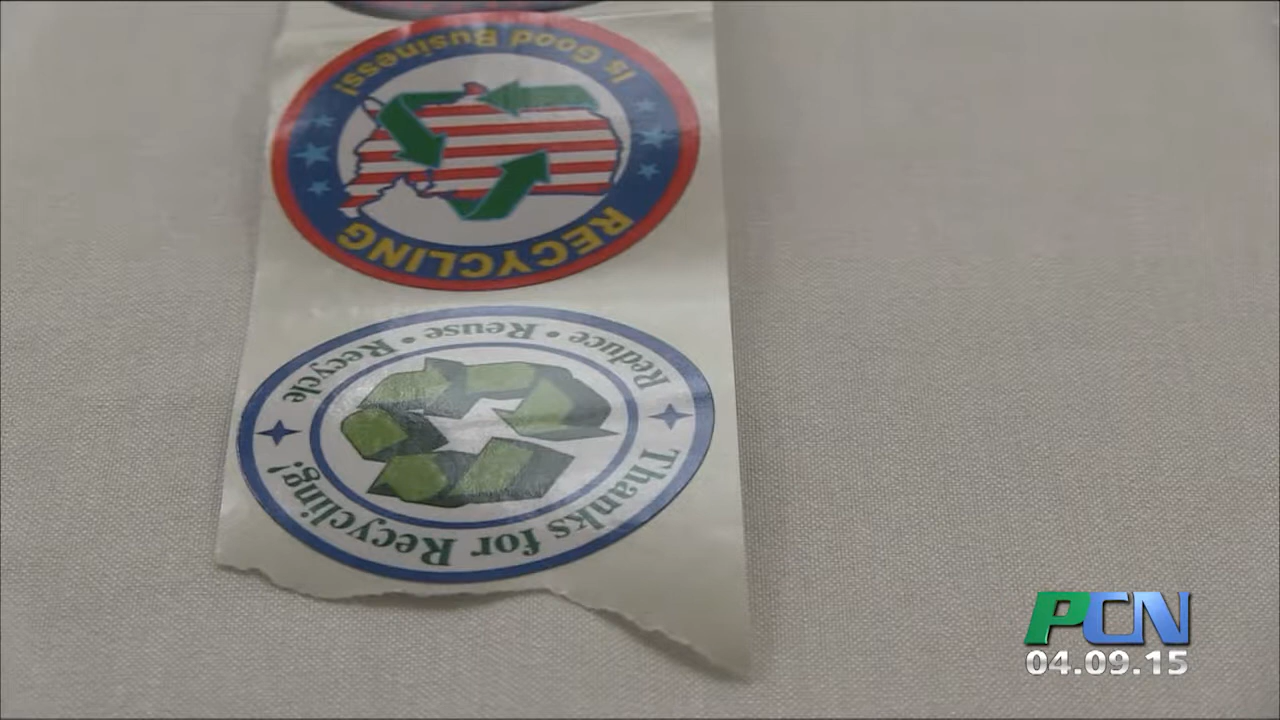 RECYCLING
Is Good Business!
Thanks for Recycling!
Reduce • Reuse • Recycle
PCN
04.09.15